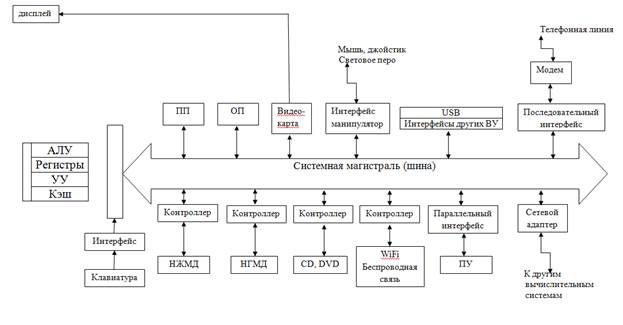 дисплей
Телефонная линия
Мышь, джойстик
Световое перо
Модем
ПП
ОП
Видео-
карта
Интерфейс
манипулятор
USB
Интерфейсы других ВУ
Последовательный
интерфейс
АЛУ
Регистры
УУ
Кэш
Системная магистраль (шина)
Контроллер
Контроллер
Контроллер
Контроллер
Параллельный
интерфейс
Сетевой
адаптер
Интерфейс
Клавиатура
НЖМД
НГМД
CD, DVD
WiFi
Беспроводная
связь
ПУ
К другим
вычислительным
системам